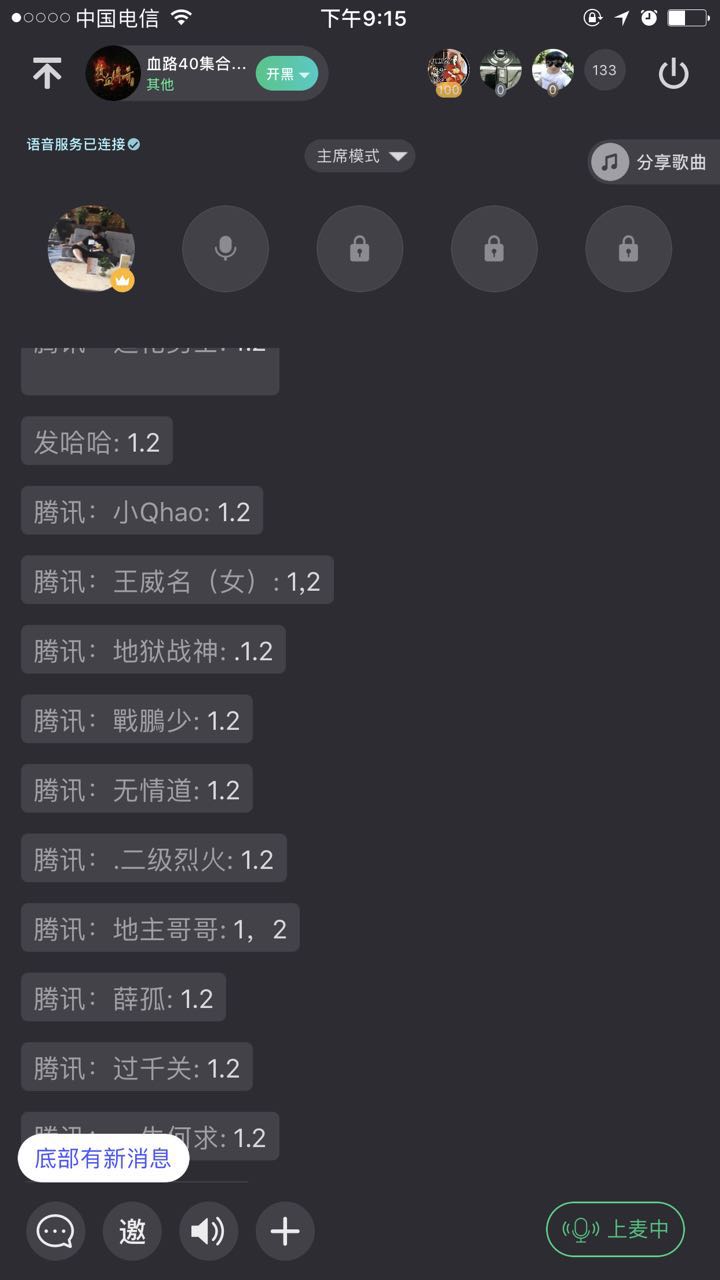 中国电信 下午9:15
血路40集合... 开黑
其他
100 0 0 133
语音服务已连接
主席模式
分享歌曲
发哈哈: 1.2
腾讯：小Qhao: 1.2
腾讯：王威名（女）: 1,2
腾讯：地狱战神: .1.2
腾讯：戰鵬少: 1.2
腾讯：无情道: 1.2
腾讯：.二级烈火: 1.2
腾讯：地主哥哥: 1，2
腾讯：薛孤: 1.2
腾讯：过千关: 1.2
何求: 1.2
底部有新消息
邀 上麦中